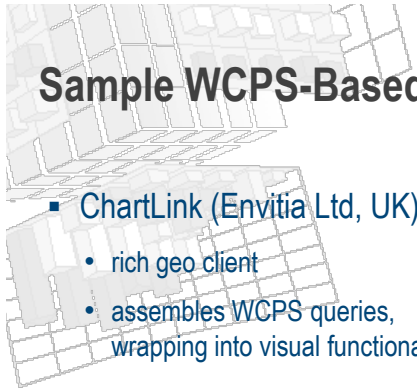 Sample WCPS-Based
▪ ChartLink (Envitia Ltd, UK)
• rich geo client
• assembles WCPS queries,
wrapping into visual functiona